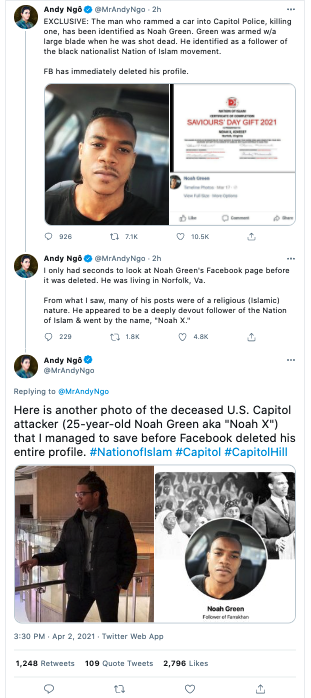 Andy Ngô @MrAndyNgo · 2h
EXCLUSIVE: The man who rammed a car into Capitol Police, killing
one, has been identified as Noah Green. Green was armed w/a
large blade when he was shot dead. He identified as a follower of
the black nationalist Nation of Islam movement.
FB has immediately deleted his profile.
NATION OF ISLAM
CERTIFICATE OF COMPLETION
SAVIOURS' DAY GIFT 2021
Noah Green
Like Comment Share
926 7.1K 10.5K
Andy Ngô @MrAndyNgo · 2h
I only had seconds to look at Noah Green's Facebook page before
it was deleted. He was living in Norfolk, Va.
From what I saw, many of his posts were of a religious (Islamic)
nature. He appeared to be a deeply devout follower of the Nation
of Islam & went by the name, "Noah X."
229 1.8K 4.8K
Andy Ngô
@MrAndyNgo
Replying to @MrAndyNgo
Here is another photo of the deceased U.S. Capitol
attacker (25-year-old Noah Green aka "Noah X")
that I managed to save before Facebook deleted his
entire profile. #NationofIslam #Capitol #CapitolHill
Noah Green
Follower of Farrakhan
3:30 PM · Apr 2, 2021 · Twitter Web App
1,248 Retweets 109 Quote Tweets 2,796 Likes